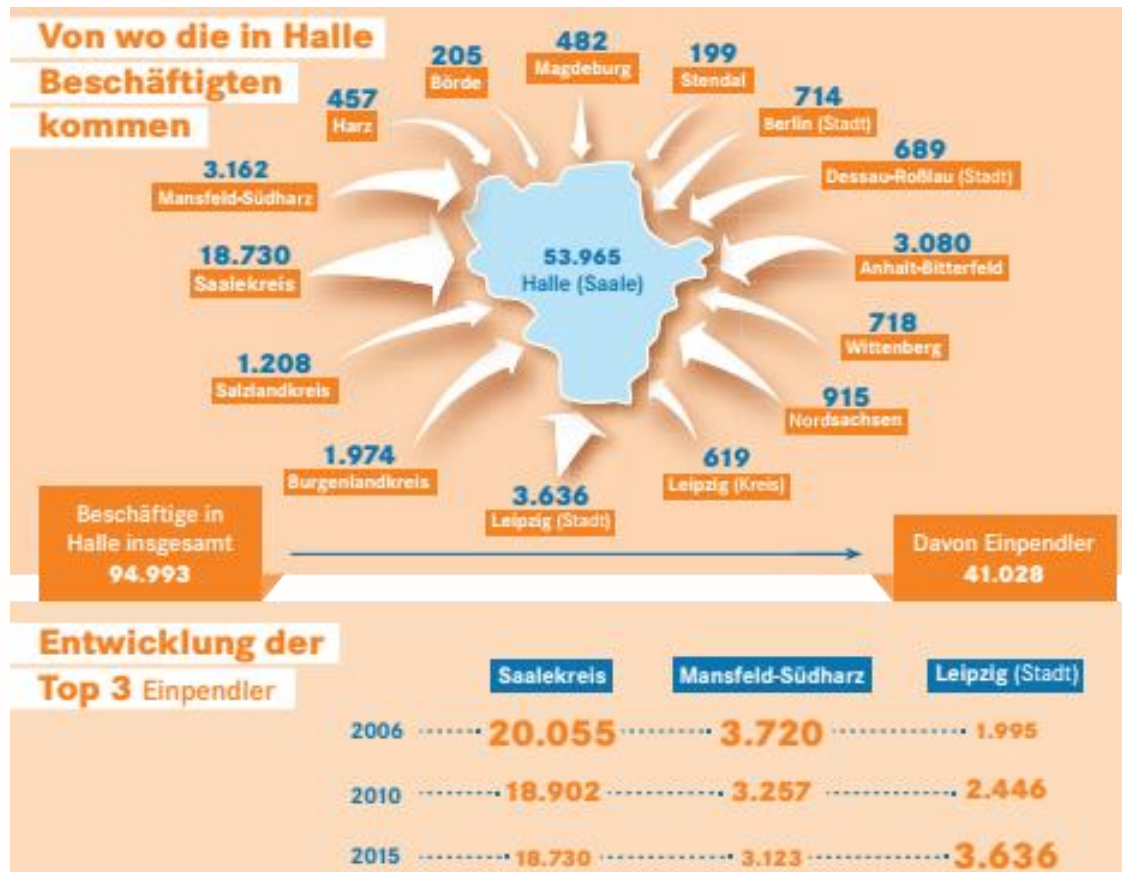 Von wo die in Halle
Beschäftigten
kommen
457
Harz
205
Börde
482
Magdeburg
199
Stendal
714
Berlin (Stadt)
689
Dessau-Roßlau (Stadt)
3.162
Mansfeld-Südharz
18.730
Saalekreis
53.965
Halle (Saale)
3.080
Anhalt-Bitterfeld
718
Wittenberg
1.208
Salzlandkreis
915
Nordsachsen
1.974
Burgenlandkreis
3.636
Leipzig (Stadt)
619
Leipzig (Kreis)
Beschäftige in
Halle insgesamt
94.993
Davon Einpendler
41.028
Entwicklung der
Top 3 Einpendler
Saalekreis Mansfeld-Südharz Leipzig (Stadt)
2006 20.055 3.720 1.995
2010 18.902 3.257 2.446
2015 18.730 3.123 3.636